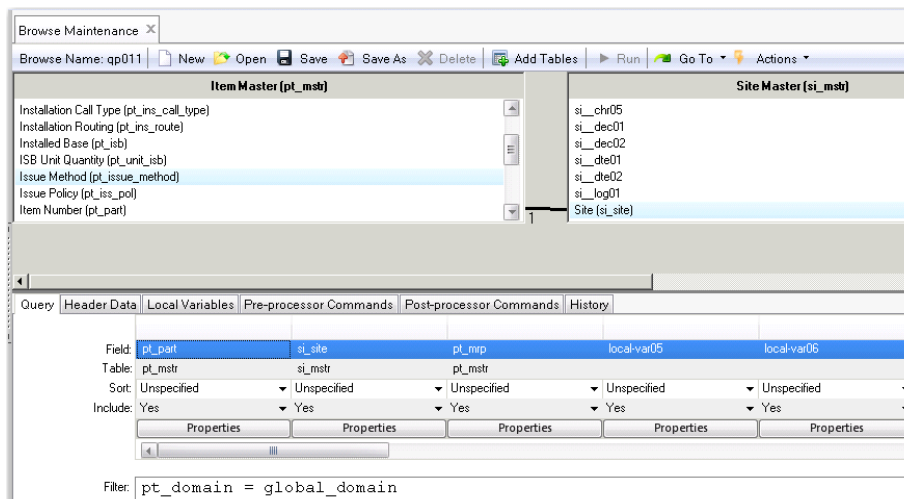 Browse Maintenance
Browse Name: qp011 New Open Save Save As Delete Add Tables Run Go To Actions
Item Master (pt_mstr) Site Master (si_mstr)
Installation Call Type (pt_ins_call_type) si__chr05
Installation Routing (pt_ins_route) si__dec01
Installed Base (pt_isb) si__dec02
ISB Unit Quantity (pt_unit_isb) si__dte01
Issue Method (pt_issue_method) si__dte02
Issue Policy (pt_iss_pol) si__log01
Item Number (pt_part) 1 Site (si_site)
Query Header Data Local Variables Pre-processor Commands Post-processor Commands History
Field: pt_part si_site pt_mrp local-var05 local-var06
Table: pt_mstr si_mstr pt_mstr
Sort: Unspecified Unspecified Unspecified Unspecified Unspecified
Include: Yes Yes Yes Yes Yes
Properties Properties Properties Properties Properties
Filter: pt_domain = global_domain